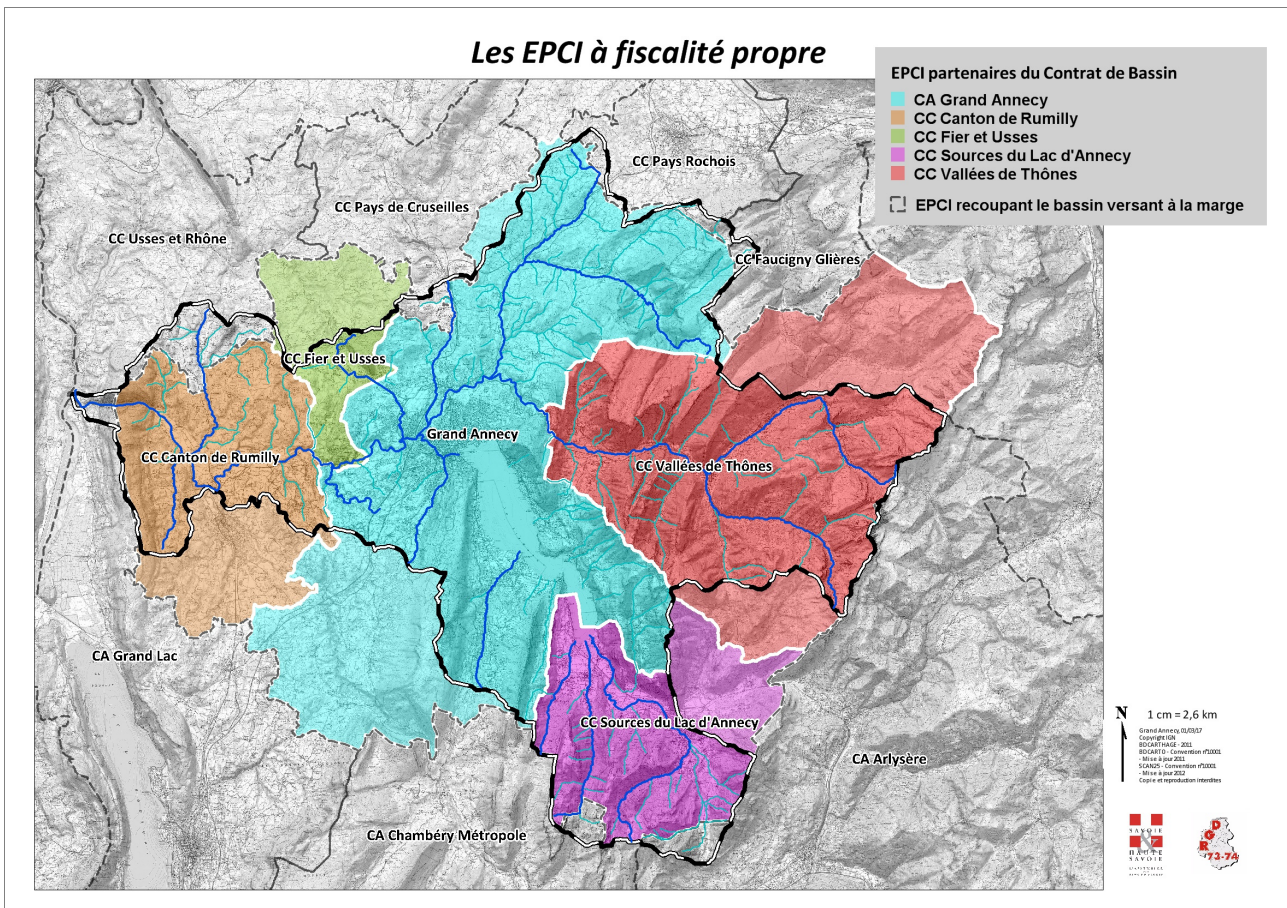 Les EPCI à fiscalité propre
EPCI partenaires du Contrat de Bassin
CA Grand Annecy
CC Canton de Rumilly
CC Fier et Usses
CC Sources du Lac d'Annecy
CC Vallées de Thônes
EPCI recoupant le bassin versant à la marge
CC Pays Rochois
CC Pays de Cruseilles
CC Usses et Rhône
CC Faucigny Glières
CC Fier et Usses
Grand Annecy
CC Canton de Rumilly
CC Vallées de Thônes
CA Grand Lac
CC Sources du Lac d'Annecy
CA Arlysère
CA Chambéry Métropole
N
1 cm = 2,6 km
Grand Annecy, 01/03/17
Copyright IGN
BDCARTHAGE - 2011
BDCARTO - Convention n°10001
- Mise à jour 2011
SCAN25 - Convention n°10001
- Mise à jour 2012
Copie et reproduction interdites
SAVOIE
HAUTE
SAVOIE
RGD
73-74